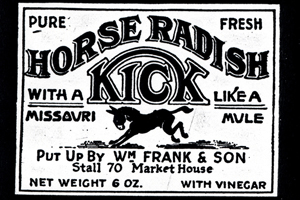 PURE FRESH
HORSE RADISH
KICK
WITH A LIKE A
MISSOURI MULE
PUT UP BY WM FRANK & SON
Stall 70 Market House
NET WEIGHT 6 OZ. WITH VINEGAR